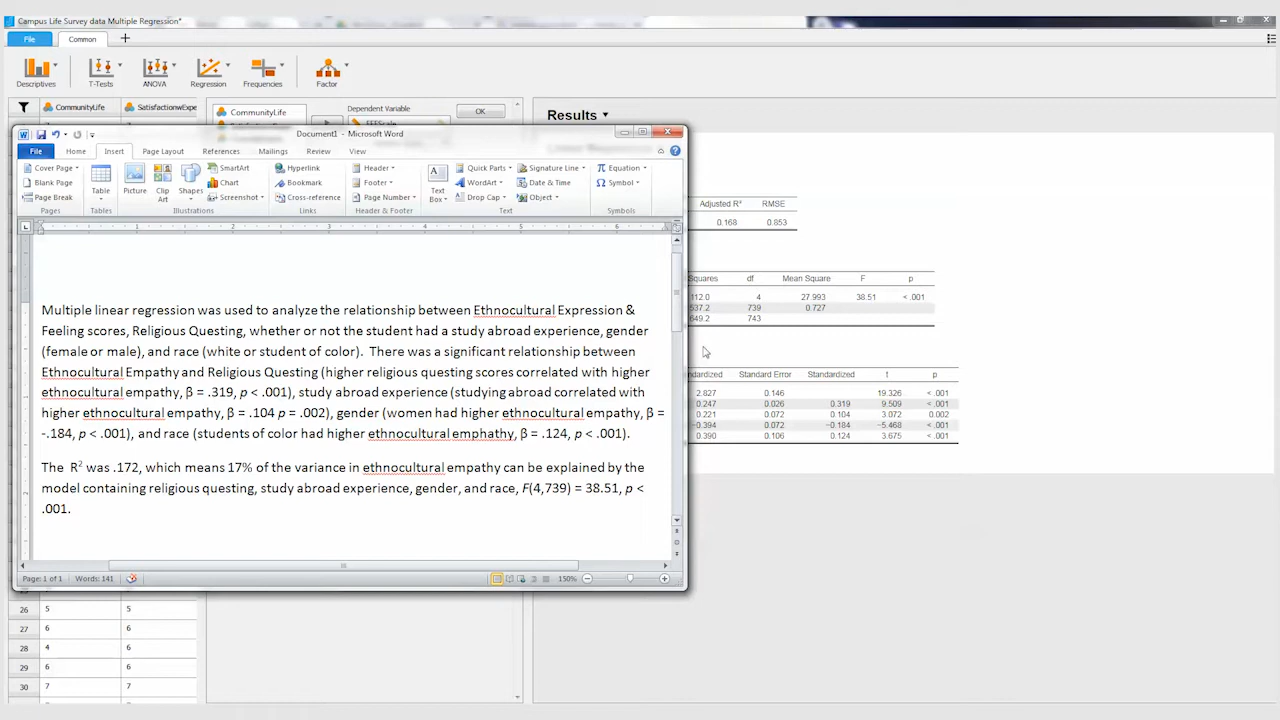 Campus Life Survey data Multiple Regression*
File Common +
Descriptives T-Tests ANOVA Regression Frequencies Factor
CommunityLife SatisfactionwExpe
CommunityLife
Dependent Variable
OK
Results
Document1 - Microsoft Word
File Home Insert Page Layout References Mailings Review View
Cover Page
Blank Page
Page Break
Pages
Table
Tables
Picture
Clip Art
Shapes
SmartArt
Chart
Screenshot
Illustrations
Hyperlink
Bookmark
Cross-reference
Links
Header
Footer
Page Number
Header & Footer
Text Box
Quick Parts
WordArt
Drop Cap
Signature Line
Date & Time
Object
Text
Equation
Symbol
Symbols
1 2 3 4 5 6
Multiple linear regression was used to analyze the relationship between Ethnocultural Expression &
Feeling scores, Religious Questing, whether or not the student had a study abroad experience, gender
(female or male), and race (white or student of color). There was a significant relationship between
Ethnocultural Empathy and Religious Questing (higher religious questing scores correlated with higher
ethnocultural empathy, β = .319 p < .001), study abroad experience (studying abroad correlated with
higher ethnocultural empathy, β = .104 p = .002), gender (women had higher ethnocultural empathy, β =
-.184, p < .001), and race (students of color had higher ethnocultural emphathy, β = .124, p < .001).
The R2 was .172, which means 17% of the variance in ethnocultural empathy can be explained by the
model containing religious questing, study abroad experience, gender, and race, F(4,739) = 38.51, p <
.001.
Page: 1 of 1 Words: 141 150%
Adjusted R² RMSE
0.168 0.853
Squares df Mean Square F p
112.0 4 27.993 38.51 < .001
537.2 739 0.727
649.2 743
ndardized Standard Error Standardized t p
2.827 0.146 19.326 < .001
0.247 0.026 0.319 9.509 < .001
0.221 0.072 0.104 3.072 0.002
−0.394 0.072 −0.184 −5.468 < .001
0.390 0.106 0.124 3.675 < .001
26 5 5
27 6 6
28 4 6
29 6 6
30 7 7